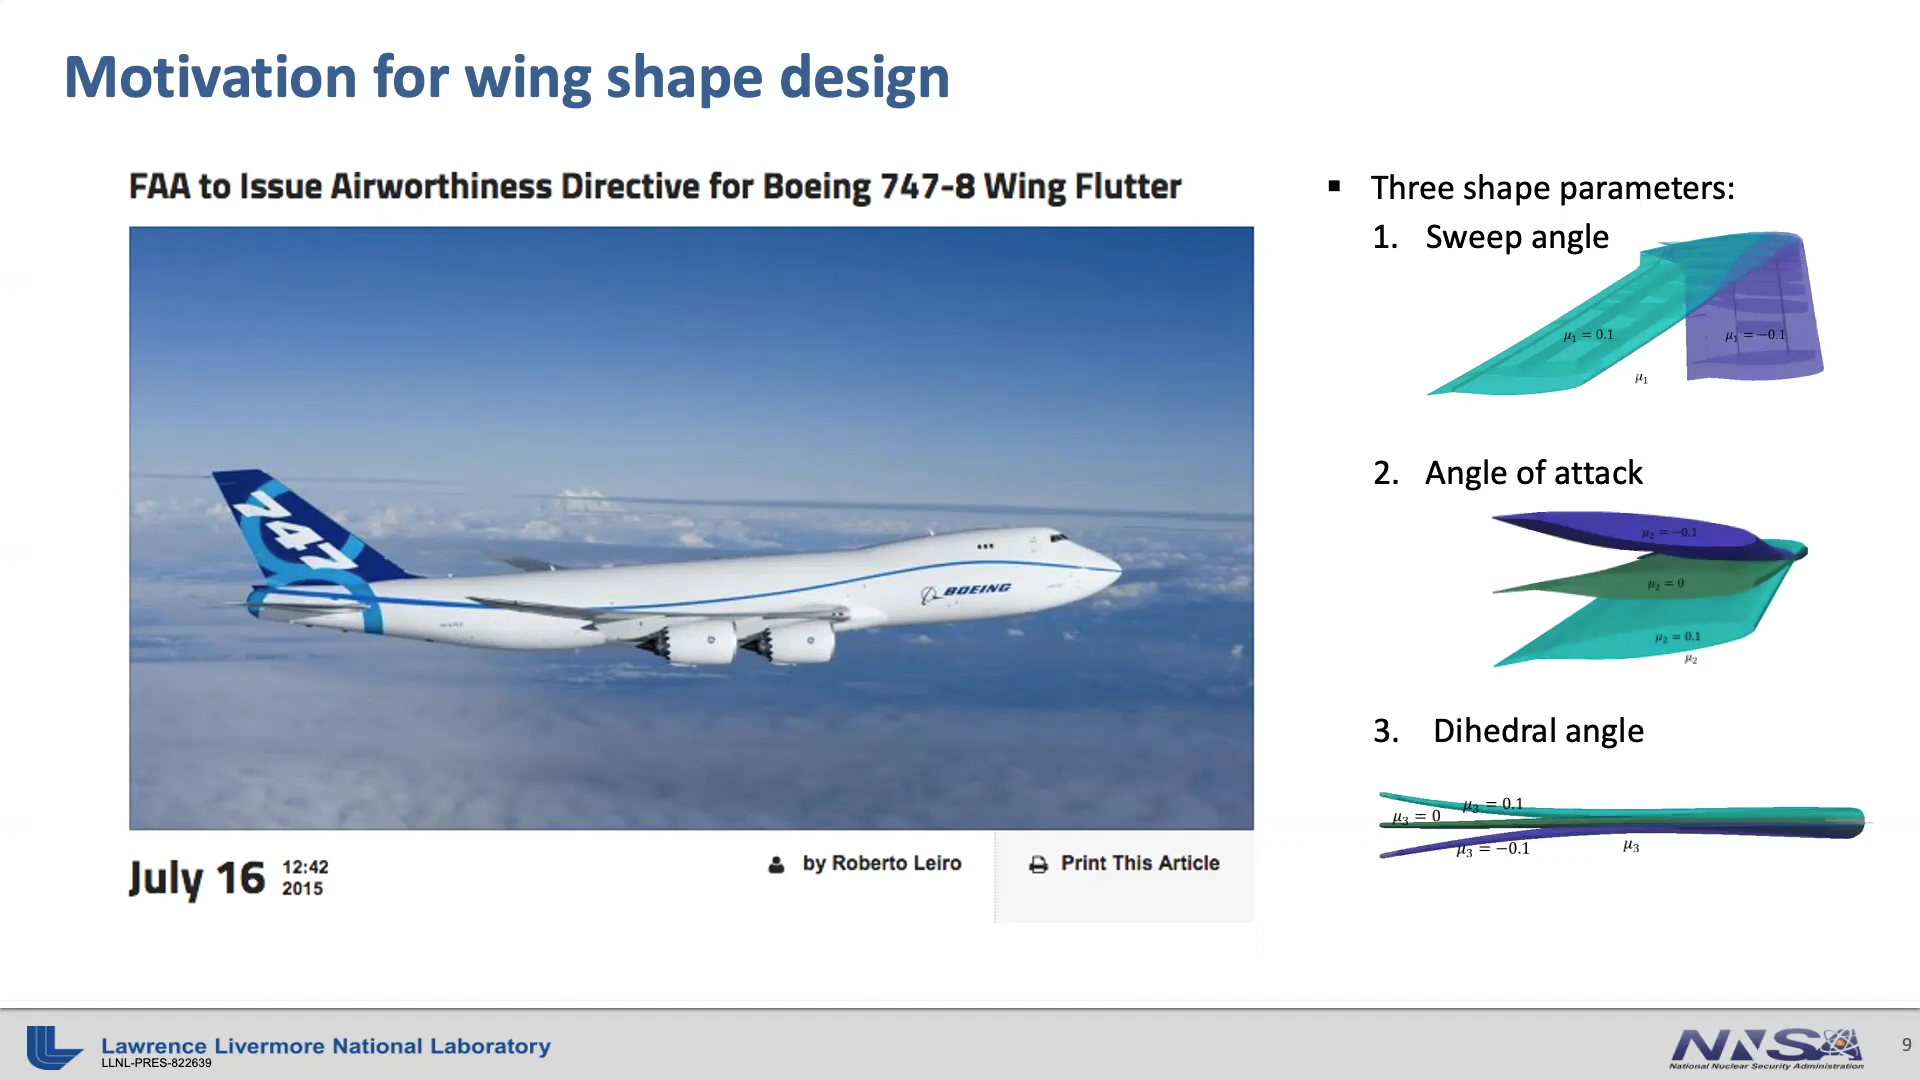 Motivation for wing shape design
FAA to Issue Airworthiness Directive for Boeing 747-8 Wing Flutter
747
BOEING
July 16 12:42 2015
by Roberto Leiro
Print This Article
▪ Three shape parameters:
1. Sweep angle
μ₁ = 0.1
μ₁ = −0.1
μ₁
2. Angle of attack
μ₂ = −0.1
μ₂ = 0
μ₂ = 0.1
μ₂
3. Dihedral angle
μ₃ = 0.1
μ₃ = 0
μ₃ = −0.1
μ₃
Lawrence Livermore National Laboratory
LLNL-PRES-822639
NNSA
National Nuclear Security Administration
9